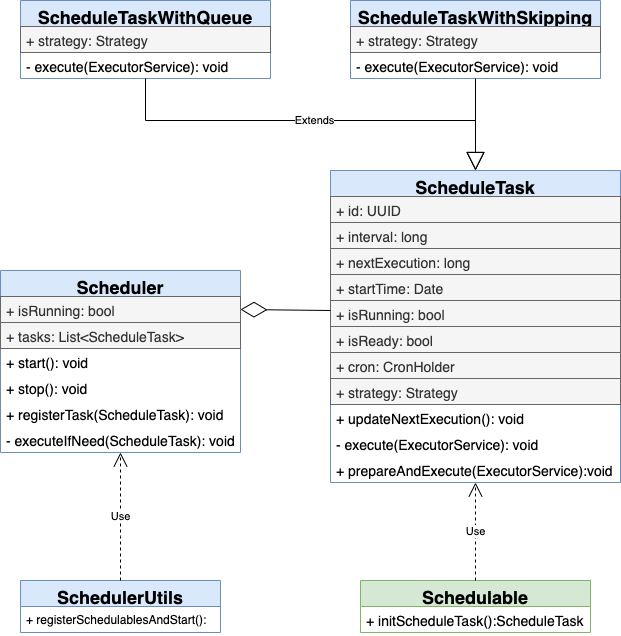 ScheduleTaskWithQueue
+ strategy: Strategy
- execute(ExecutorService): void
ScheduleTaskWithSkipping
+ strategy: Strategy
- execute(ExecutorService): void
Extends
ScheduleTask
+ id: UUID
+ interval: long
+ nextExecution: long
+ startTime: Date
+ isRunning: bool
+ isReady: bool
+ cron: CronHolder
+ strategy: Strategy
+ updateNextExecution(): void
- execute(ExecutorService): void
+ prepareAndExecute(ExecutorService):void
Scheduler
+ isRunning: bool
+ tasks: List<ScheduleTask>
+ start(): void
+ stop(): void
+ registerTask(ScheduleTask): void
- executeIfNeed(ScheduleTask): void
Use
Use
SchedulerUtils
+ registerSchedulablesAndStart():
Schedulable
+ initScheduleTask():ScheduleTask